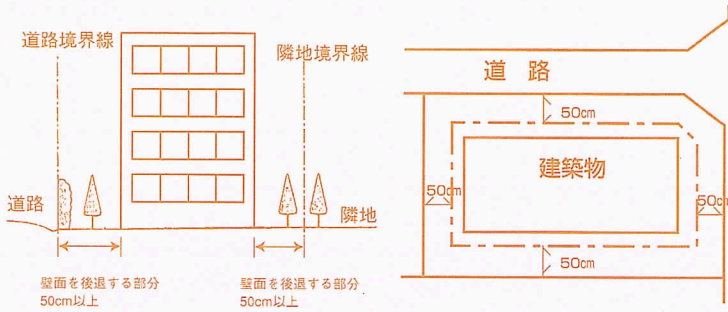 道路境界線
隣地境界線
道路
隣地
壁面を後退する部分
50cm以上
壁面を後退する部分
50cm以上
道路
50cm
建築物
50cm
50cm
50cm